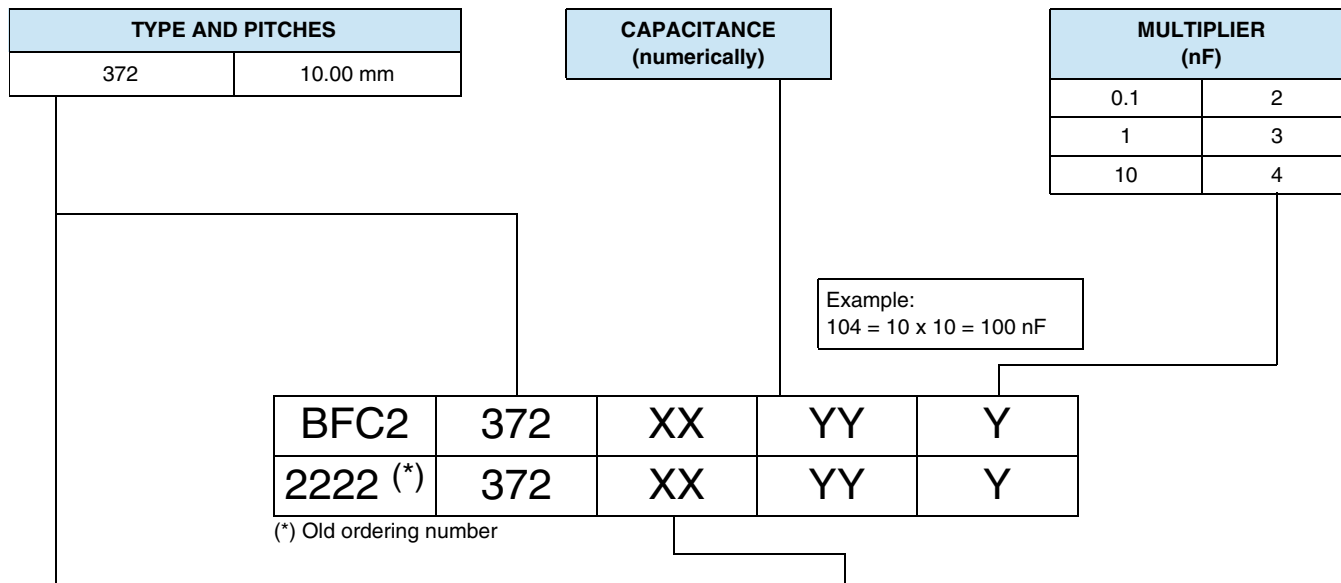 TYPE AND PITCHES
372 10.00 mm
CAPACITANCE
(numerically)
MULTIPLIER
(nF)
0.1 2
1 3
10 4
Example:
104 = 10 x 10 = 100 nF
BFC2 372 XX YY Y
2222 (*) 372 XX YY Y
(*) Old ordering number